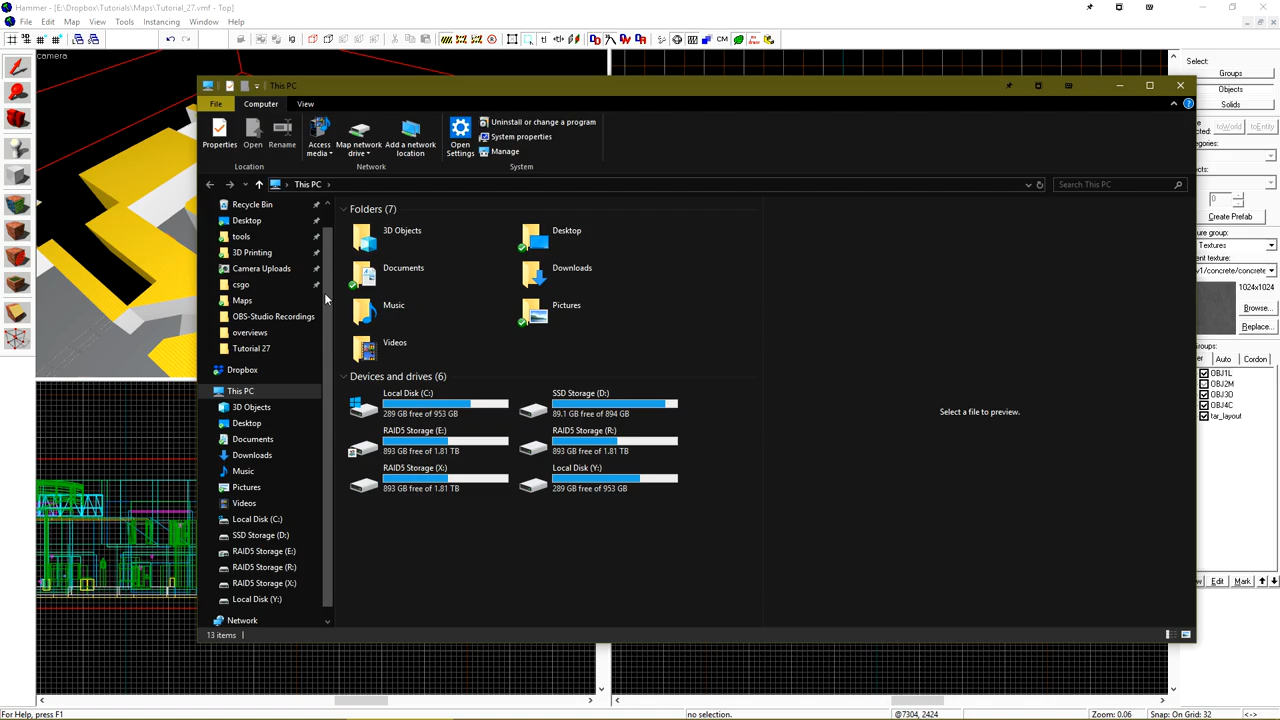 Hammer - [E:\Dropbox\Tutorials\Maps\Tutorial_27.vmf - Top]
File Edit Map View Tools Instancing Window Help
camera
This PC
File Computer View
Properties Open Rename Access media Map network drive Add a network location Open Settings
Uninstall or change a program
System properties
Manage
Location Network System
This PC
Search This PC
Recycle Bin
Desktop
tools
3D Printing
Camera Uploads
csgo
Maps
OBS-Studio Recordings
overviews
Tutorial 27
Dropbox
This PC
3D Objects
Desktop
Documents
Downloads
Music
Pictures
Videos
Local Disk (C:)
SSD Storage (D:)
RAID5 Storage (E:)
RAID5 Storage (R:)
RAID5 Storage (X:)
Local Disk (Y:)
Network
Folders (7)
3D Objects
Desktop
Documents
Downloads
Music
Pictures
Videos
Devices and drives (6)
Local Disk (C:)
289 GB free of 953 GB
SSD Storage (D:)
89.1 GB free of 894 GB
RAID5 Storage (E:)
893 GB free of 1.81 TB
RAID5 Storage (R:)
893 GB free of 1.81 TB
RAID5 Storage (X:)
893 GB free of 1.81 TB
Local Disk (Y:)
289 GB free of 953 GB
Select a file to preview.
13 items
Select:
Groups
Objects
Solids
toWorld toEntity
0
Create Prefab
Textures
1024x1024
Browse...
Replace...
Auto Cordon
OBJ1L
OBJ2M
OBJ3D
OBJ4C
tar_layout
Edit Mark
For Help, press F1
no selection.
@7304, 2424
Zoom: 0.06
Snap: On Grid: 32
<->